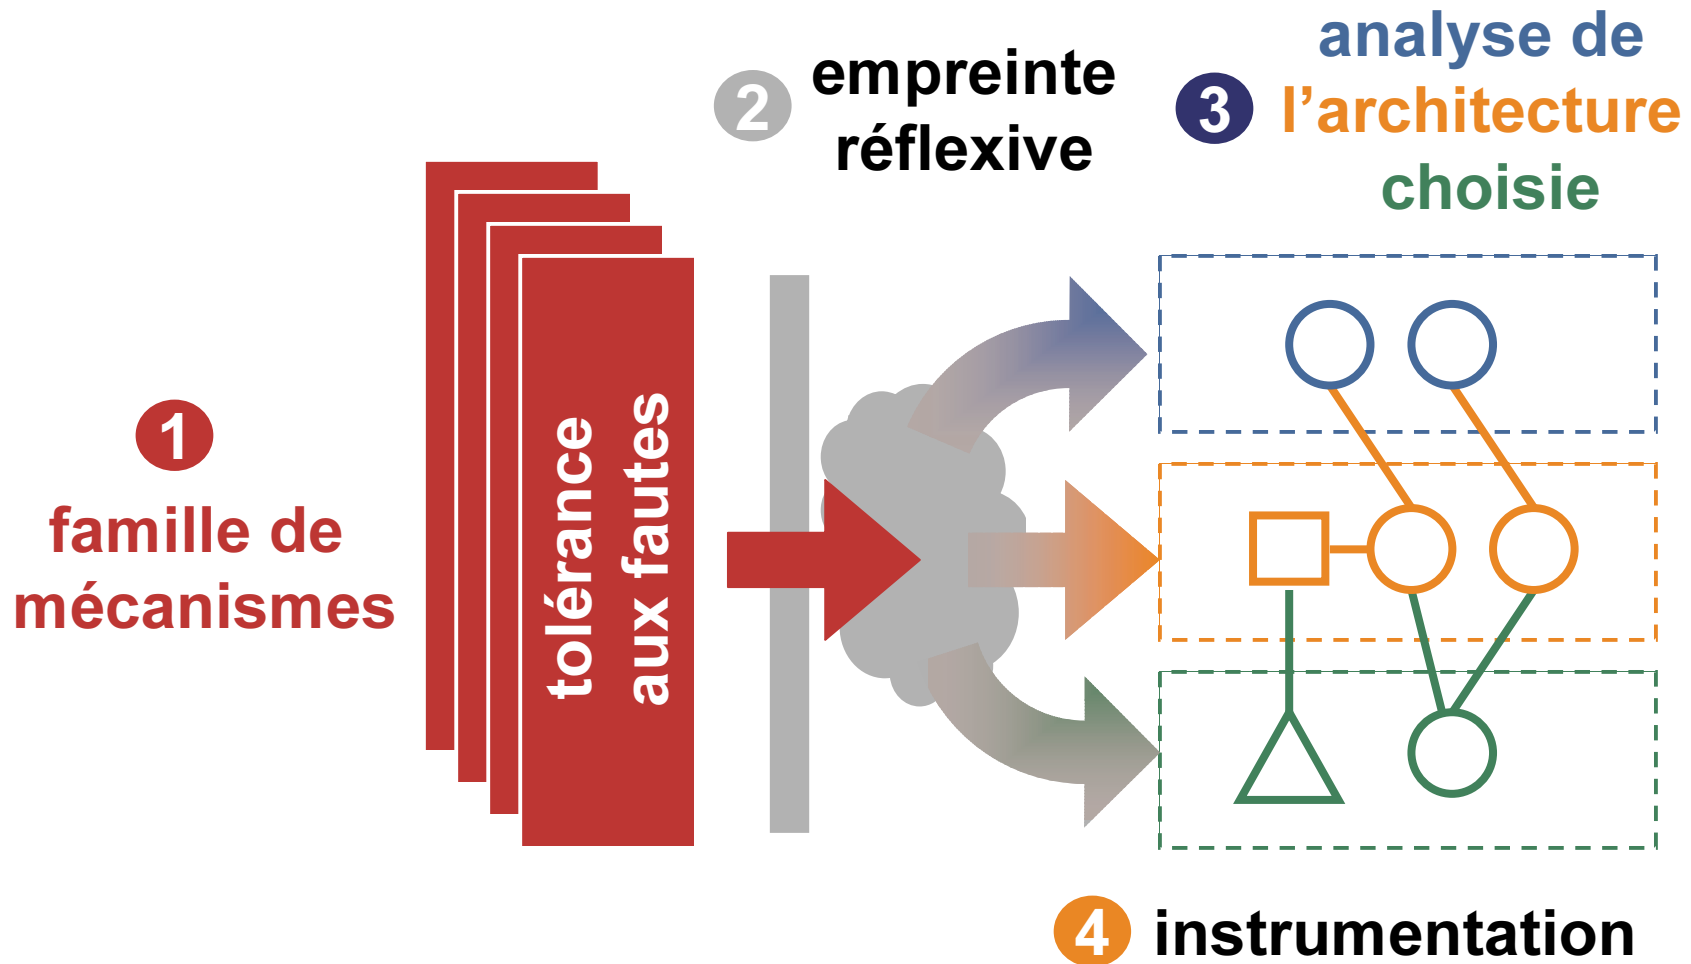 1
famille de
mécanismes
tolérance
aux fautes
2
empreinte
réflexive
3
analyse de
l’architecture
choisie
4
instrumentation